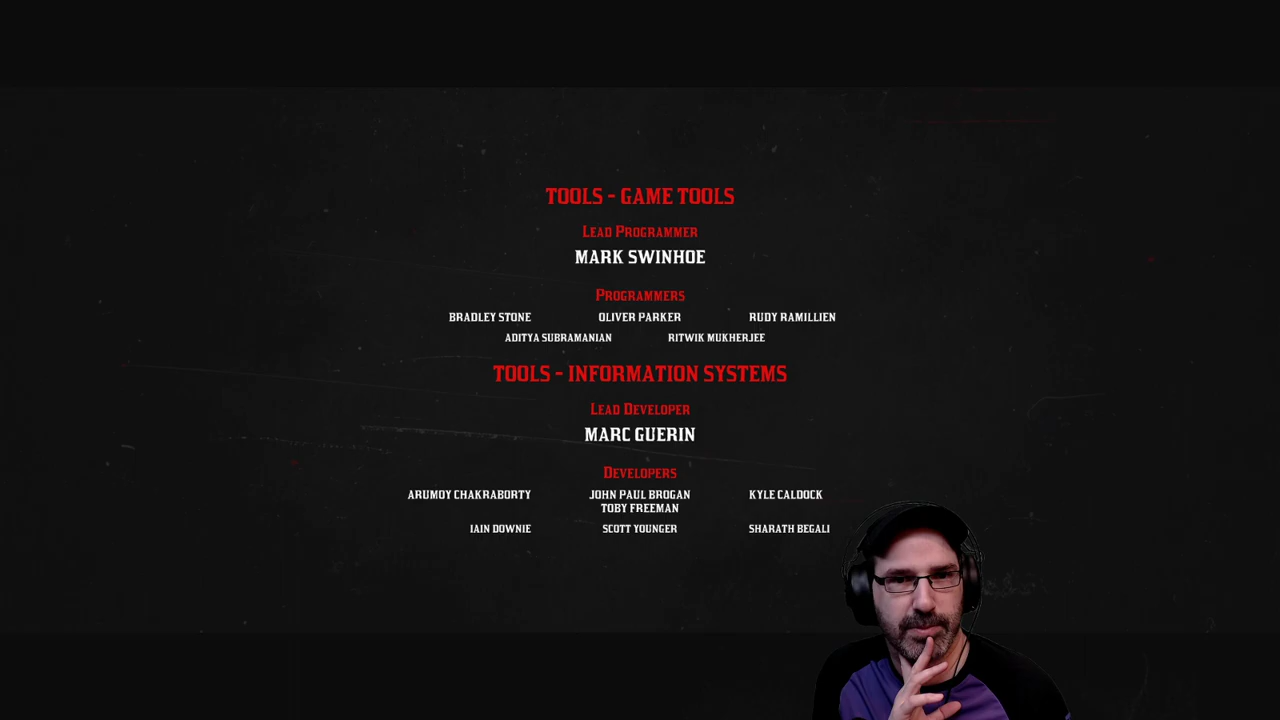 TOOLS - GAME TOOLS
LEAD PROGRAMMER
MARK SWINHOE
PROGRAMMERS
BRADLEY STONE OLIVER PARKER RUDY RAMILLIEN
ADITYA SUBRAMANIAN RITWIK MUKHERJEE
TOOLS - INFORMATION SYSTEMS
LEAD DEVELOPER
MARC GUERIN
DEVELOPERS
ARUMOY CHAKRABORTY JOHN PAUL BROGAN KYLE CALDOCK
TOBY FREEMAN
IAIN DOWNIE SCOTT YOUNGER SHARATH BEGALI